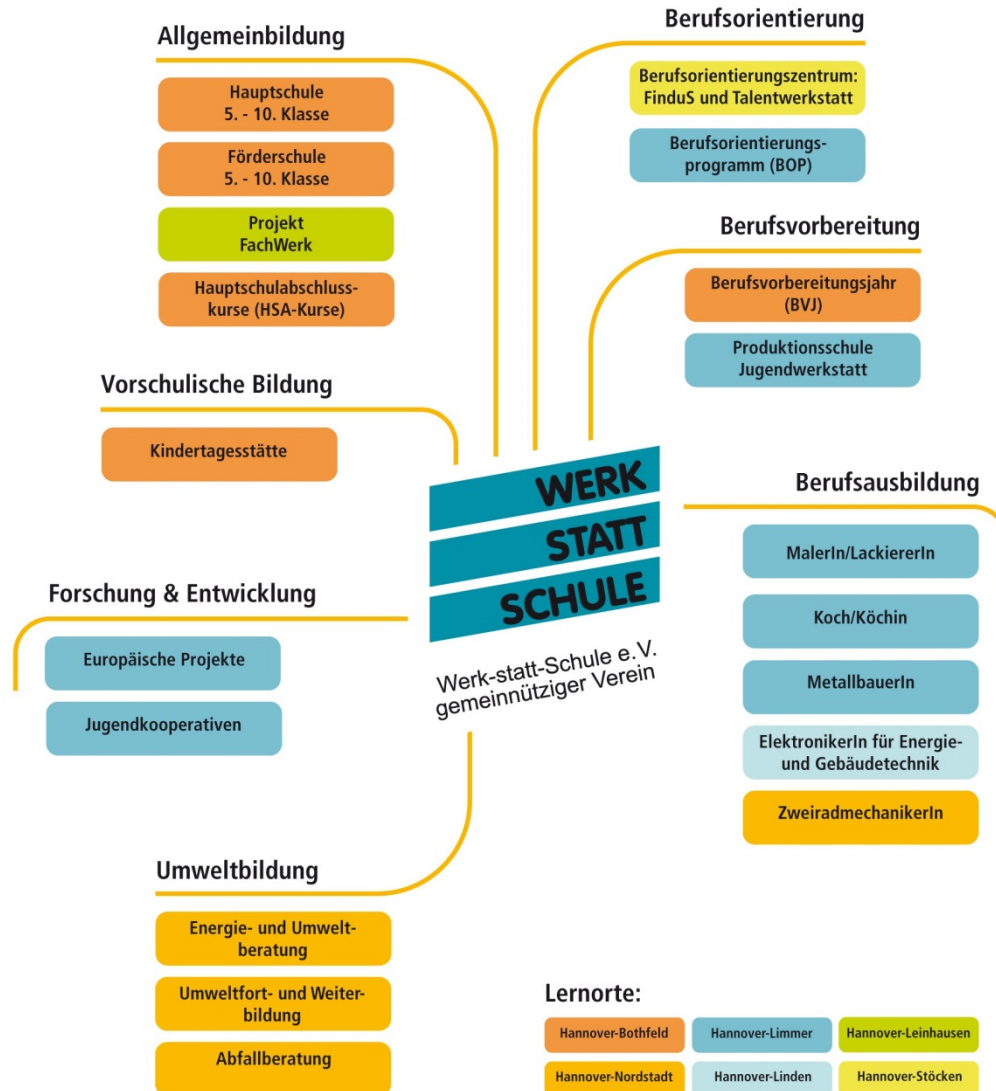 Allgemeinbildung
Hauptschule
5. - 10. Klasse
Förderschule
5. - 10. Klasse
Projekt
FachWerk
Hauptschulabschluss-
kurse (HSA-Kurse)
Vorschulische Bildung
Kindertagesstätte
Forschung & Entwicklung
Europäische Projekte
Jugendkooperativen
Umweltbildung
Energie- und Umwelt-
beratung
Umweltfort- und Weiter-
bildung
Abfallberatung
WERK
STATT
SCHULE
Werk-statt-Schule e.V.
gemeinnütziger Verein
Berufsorientierung
Berufsorientierungszentrum:
FinduS und Talentwerkstatt
Berufsorientierungs-
programm (BOP)
Berufsvorbereitung
Berufsvorbereitungsjahr
(BVJ)
Produktionsschule
Jugendwerkstatt
Berufsausbildung
MalerIn/LackiererIn
Koch/Köchin
MetallbauerIn
ElektronikerIn für Energie-
und Gebäudetechnik
ZweiradmechanikerIn
Lernorte:
Hannover-Bothfeld Hannover-Limmer Hannover-Leinhausen
Hannover-Nordstadt Hannover-Linden Hannover-Stöcken